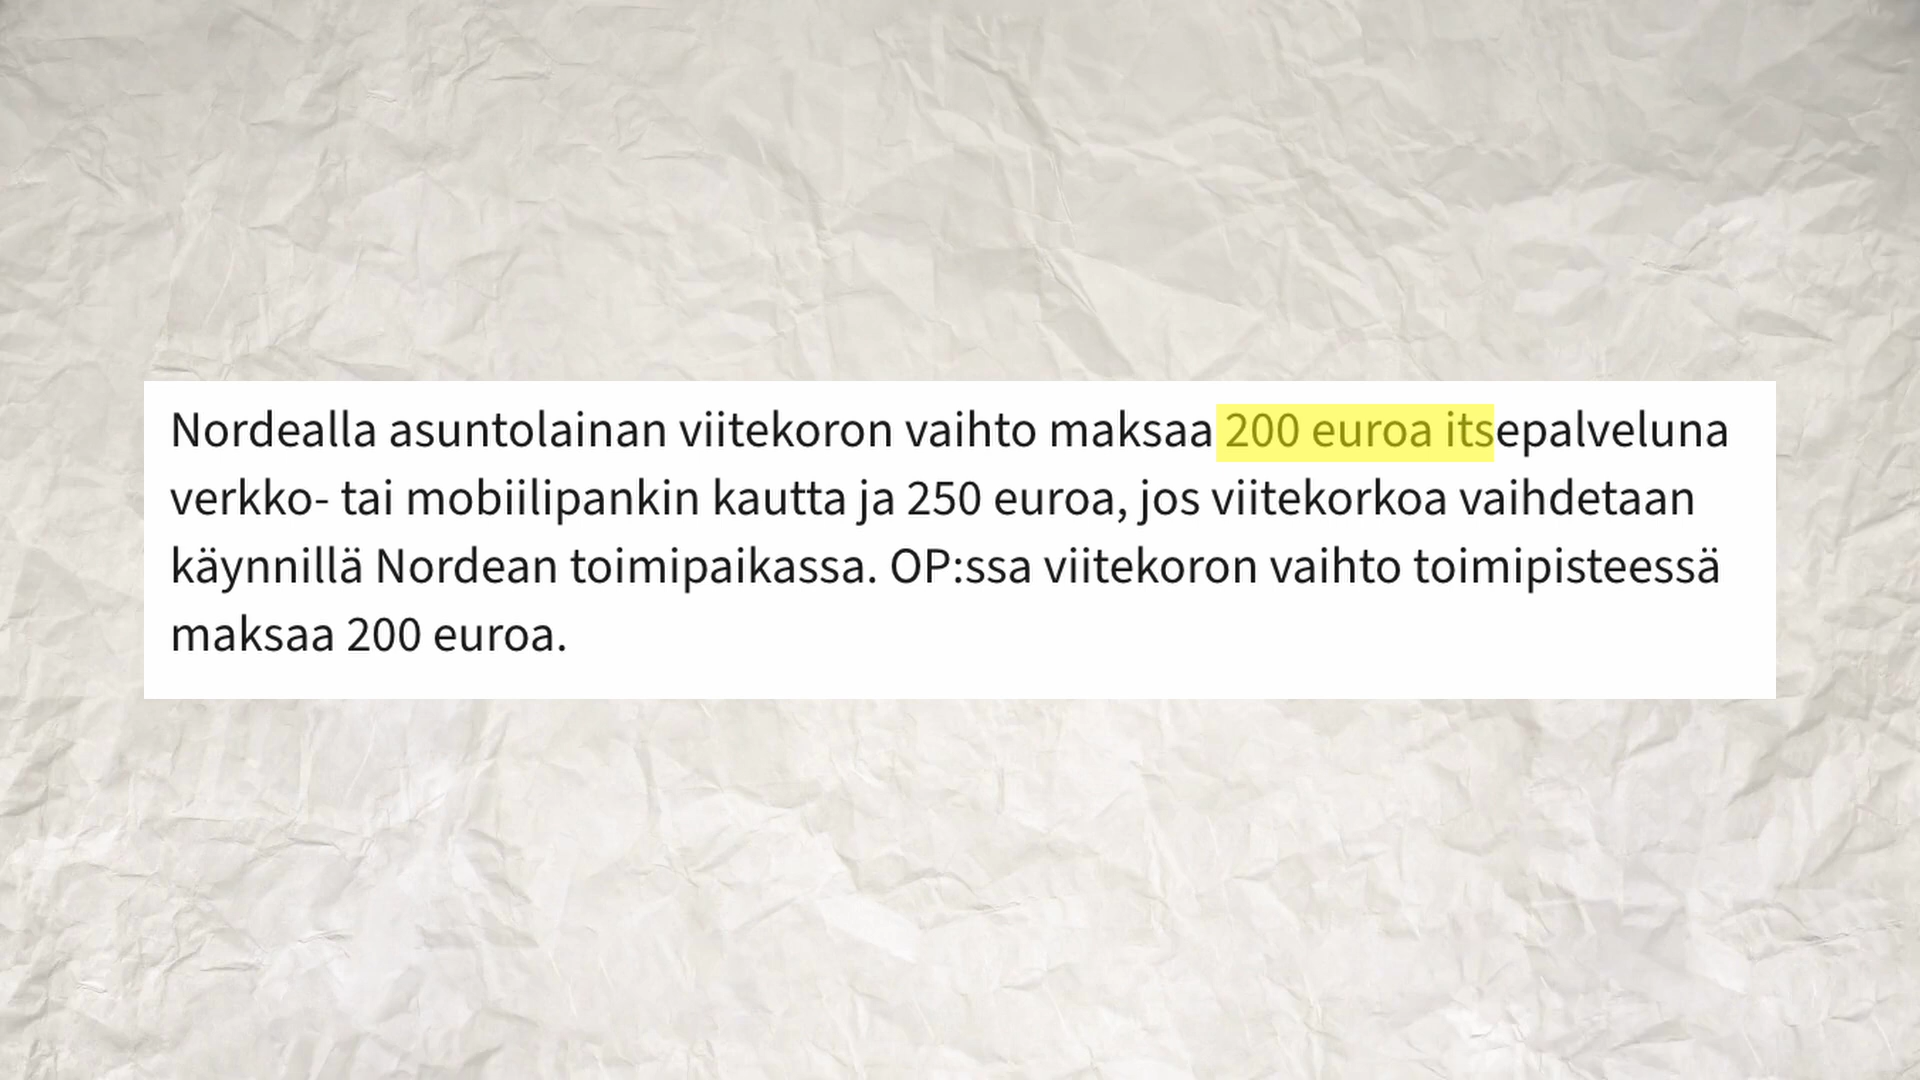 Nordealla asuntolainan viitekoron vaihto maksaa 200 euroa itsepalveluna
verkko- tai mobiilipankin kautta ja 250 euroa, jos viitekorkoa vaihdetaan
käynnillä Nordean toimipaikassa. OP:ssa viitekoron vaihto toimipisteessä
maksaa 200 euroa.